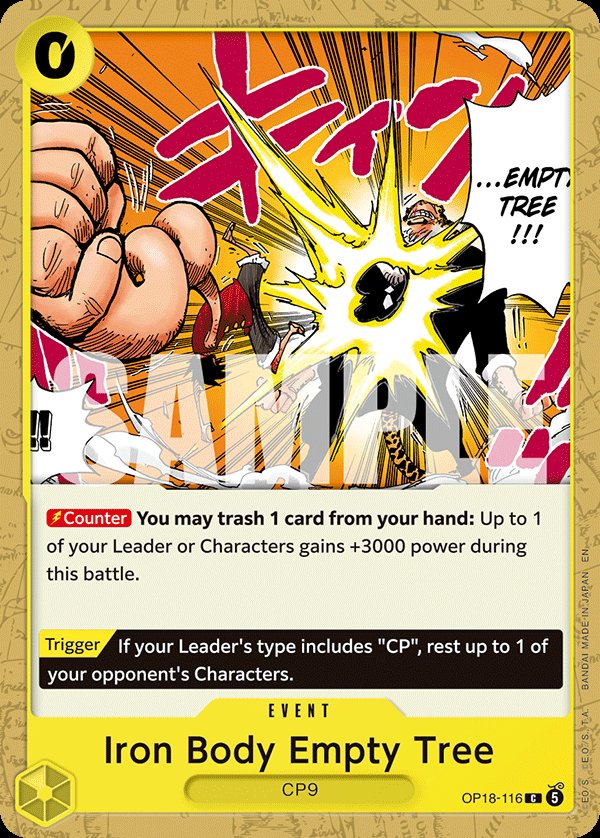 0
...EMPTY
TREE
!!!
!!
SAMPLE
Counter You may trash 1 card from your hand: Up to 1
of your Leader or Characters gains +3000 power during
this battle.
Trigger If your Leader's type includes "CP", rest up to 1 of
your opponent's Characters.
EVENT
Iron Body Empty Tree
CP9
OP18-116 C 5
©E.O/S. ©E.O./S.,T.A. BANDAI MADE IN JAPAN EN